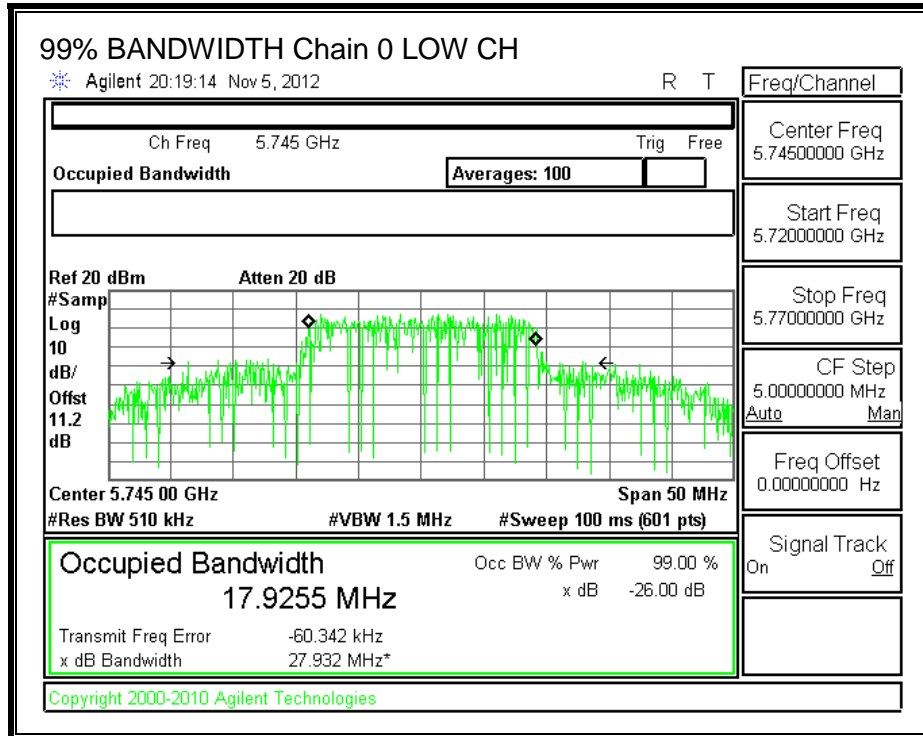 99% BANDWIDTH Chain 0 LOW CH
Agilent 20:19:14 Nov 5, 2012 R T
Ch Freq 5.745 GHz Trig Free
Occupied Bandwidth Averages: 100
Ref 20 dBm Atten 20 dB
#Samp
Log
10
dB/
Offst
11.2
dB
Center 5.745 00 GHz Span 50 MHz
#Res BW 510 kHz #VBW 1.5 MHz #Sweep 100 ms (601 pts)
Occupied Bandwidth Occ BW % Pwr 99.00 %
17.9255 MHz x dB -26.00 dB
Transmit Freq Error -60.342 kHz
x dB Bandwidth 27.932 MHz*
Copyright 2000-2010 Agilent Technologies
Freq/Channel
Center Freq
5.74500000 GHz
Start Freq
5.72000000 GHz
Stop Freq
5.77000000 GHz
CF Step
5.00000000 MHz
Auto Man
Freq Offset
0.00000000 Hz
Signal Track
On Off